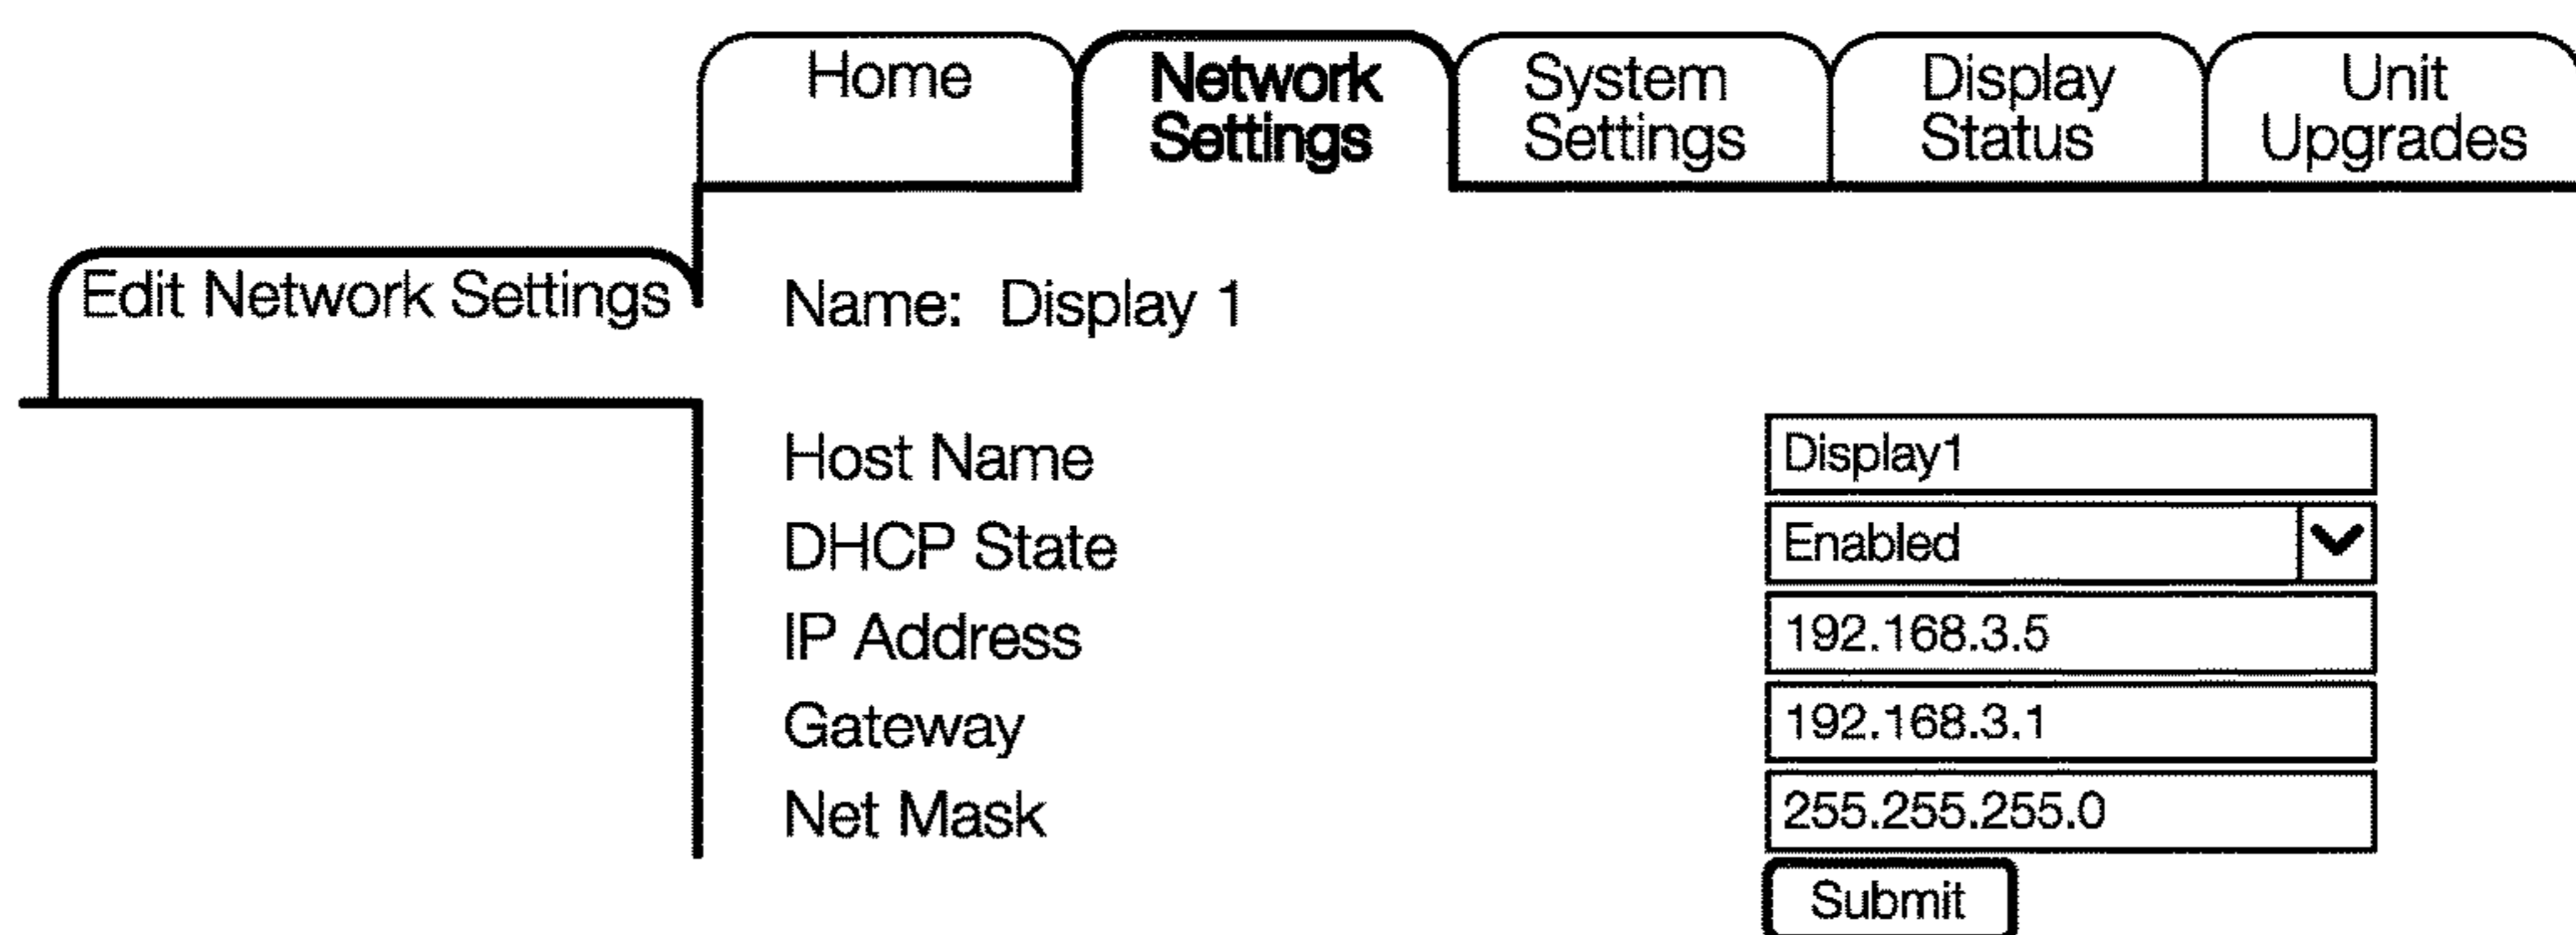 Home
Network
Settings
System
Settings
Display
Status
Unit
Upgrades
Edit Network Settings
Name: Display 1
Host Name
Display1
DHCP State
Enabled
IP Address
192.168.3.5
Gateway
192.168.3.1
Net Mask
255.255.255.0
Submit